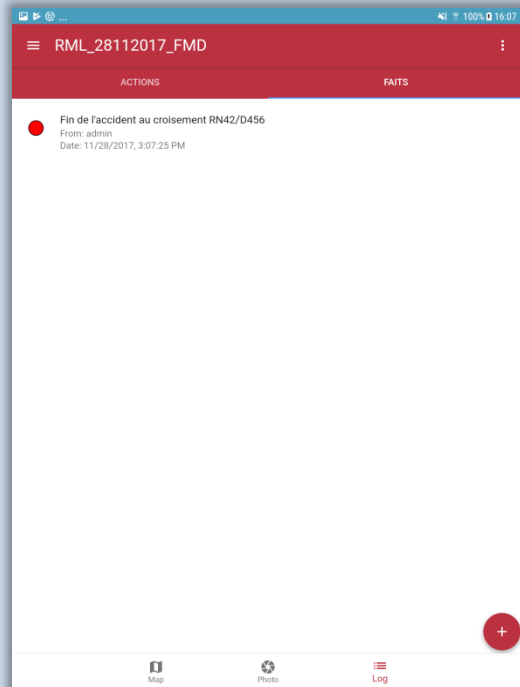 ... 100% 16:07
RML_28112017_FMD
ACTIONS FAITS
Fin de l'accident au croisement RN42/D456
From: admin
Date: 11/28/2017, 3:07:25 PM
+
Map Photo Log